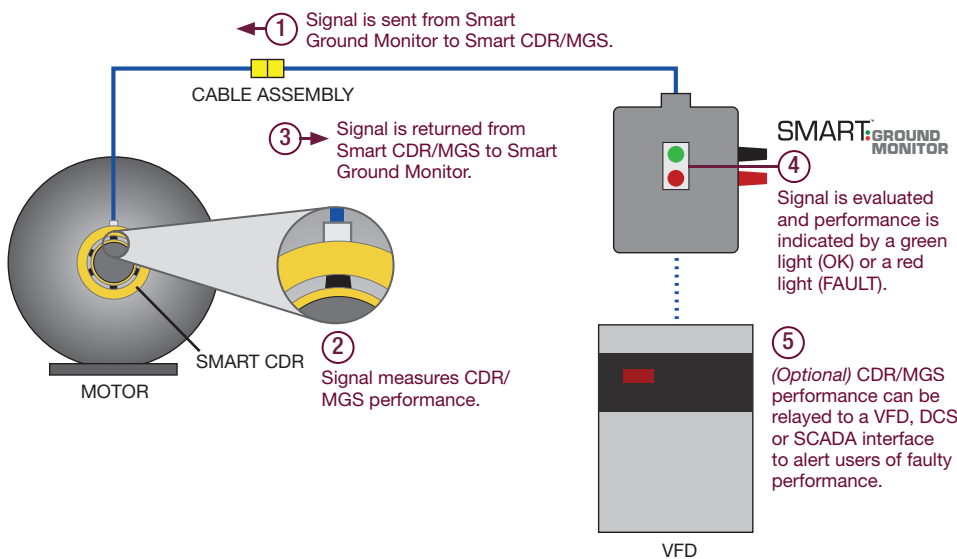 1
Signal is sent from Smart
Ground Monitor to Smart CDR/MGS.
CABLE ASSEMBLY
3
Signal is returned from
Smart CDR/MGS to Smart
Ground Monitor.
SMART™ GROUND
MONITOR
4
Signal is evaluated
and performance is
indicated by a green
light (OK) or a red
light (FAULT).
SMART CDR
MOTOR
2
Signal measures CDR/
MGS performance.
5
(Optional) CDR/MGS
performance can be
relayed to a VFD, DCS
or SCADA interface
to alert users of faulty
performance.
VFD